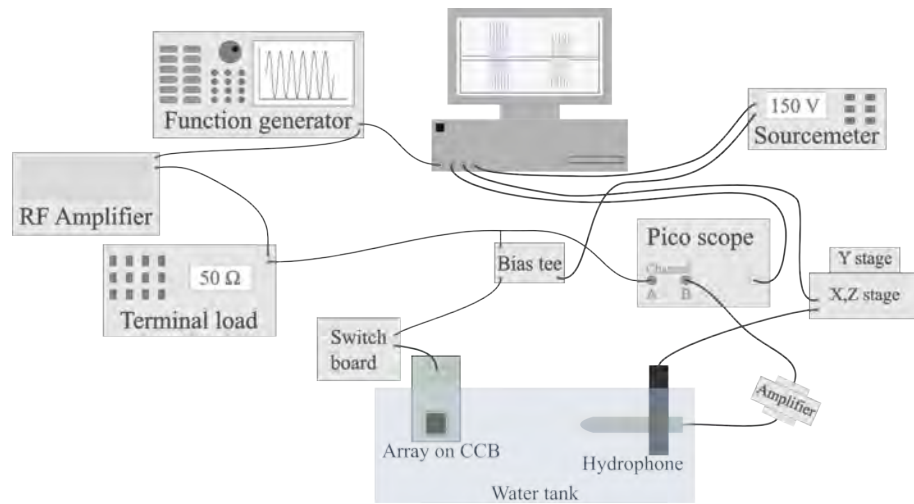 Function generator
150 V
Sourcemeter
RF Amplifier
50 Ω
Terminal load
Bias tee
Pico scope
Channel
A B
Y stage
X,Z stage
Switch
board
Amplifier
Array on CCB
Hydrophone
Water tank